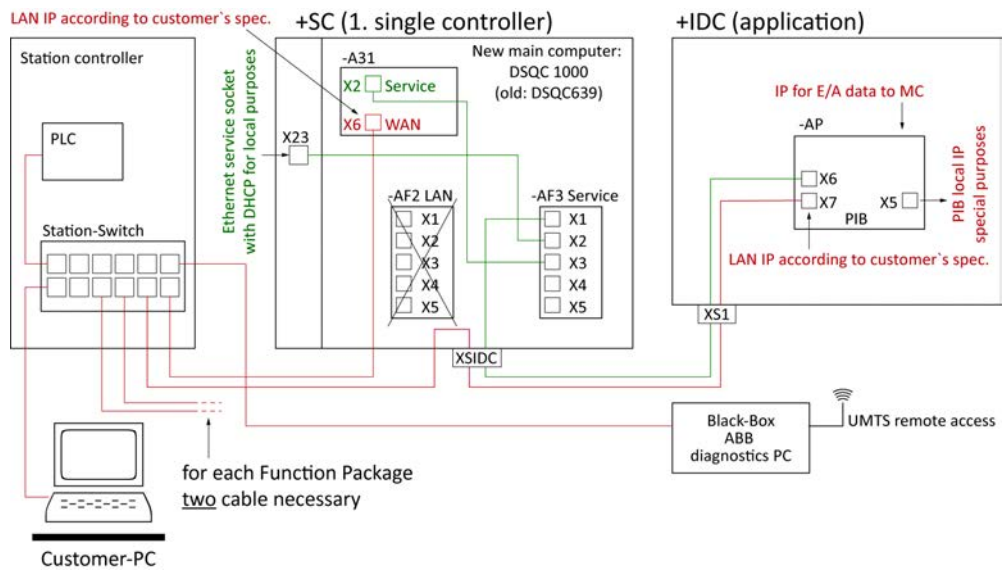 LAN IP according to customer`s spec.
+SC (1. single controller)
+IDC (application)
Station controller
PLC
Station-Switch
Ethernet service socket
with DHCP for local purposes
X23
-A31
X2 Service
X6 WAN
New main computer:
DSQC 1000
(old: DSQC639)
-AF2 LAN
X1
X2
X3
X4
X5
-AF3 Service
X1
X2
X3
X4
X5
XSIDC
IP for E/A data to MC
-AP
X6
X7
X5
PIB
PIB local IP
special purposes
LAN IP according to customer`s spec.
XS1
Black-Box
ABB
diagnostics PC
UMTS remote access
for each Function Package
two cable necessary
Customer-PC